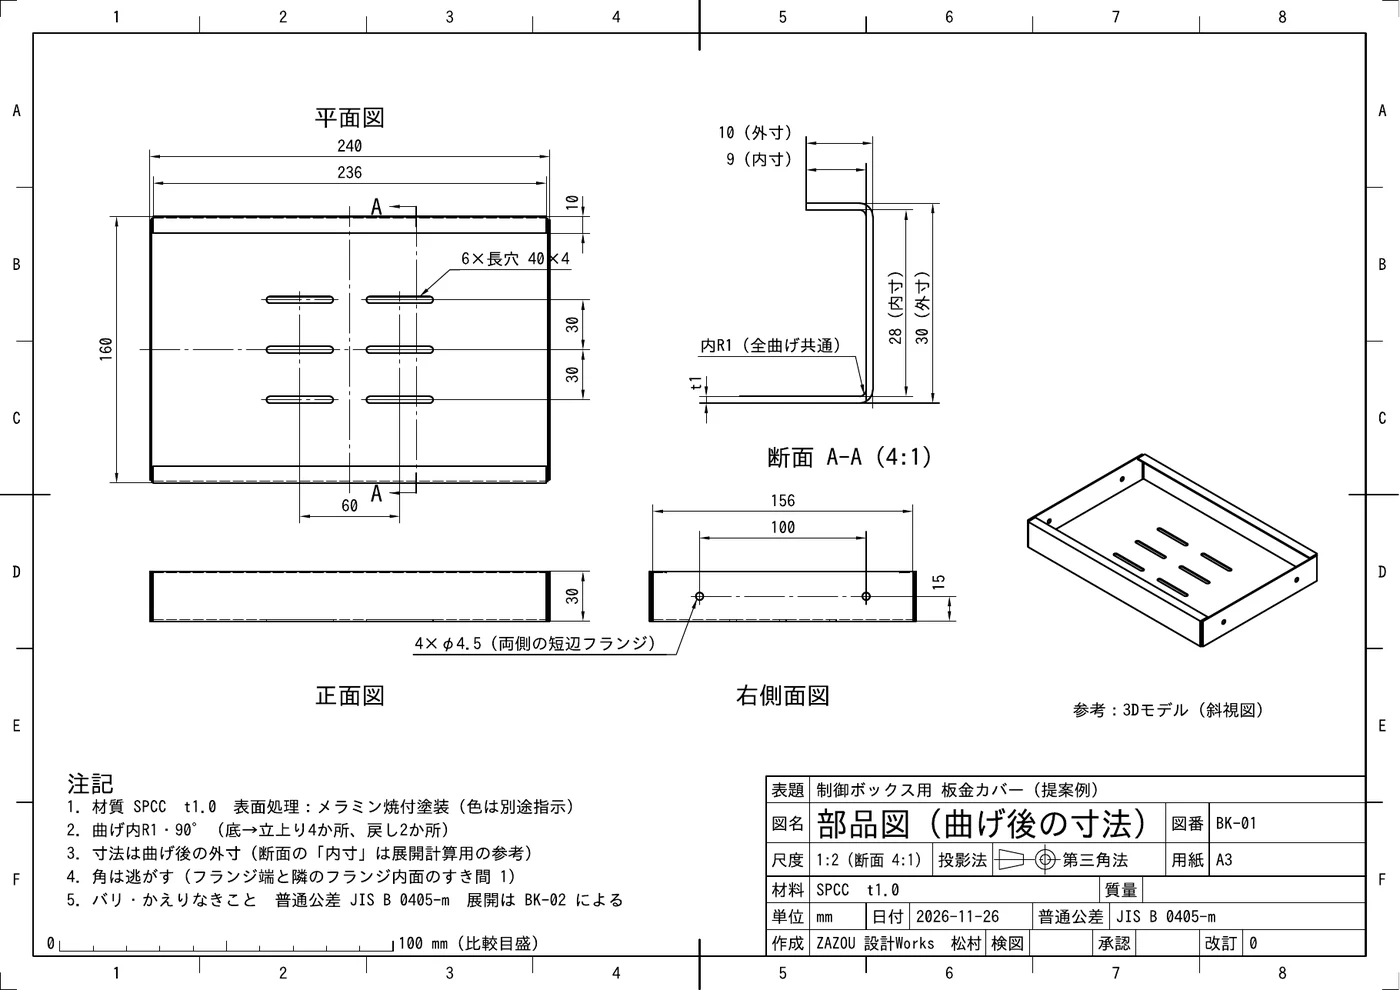 1 2 3 4 5 6 7 8
A A
B B
C C
D D
E E
F F
平面図
240
236
A
10
6×長穴 40×4
160
30
30
A
60
10（外寸）
9（内寸）
28（内寸）
30（外寸）
内R1（全曲げ共通）
t1
断面 A-A（4:1）
156
100
30
15
4×φ4.5（両側の短辺フランジ）
正面図
右側面図
参考：3Dモデル（斜視図）
注記
1. 材質 SPCC t1.0 表面処理：メラミン焼付塗装（色は別途指示）
2. 曲げ内R1・90° （底→立上り4か所、戻し2か所）
3. 寸法は曲げ後の外寸（断面の「内寸」は展開計算用の参考）
4. 角は逃がす（フランジ端と隣のフランジ内面のすき間 1）
5. バリ・かえりなきこと 普通公差 JIS B 0405-m 展開は BK-02 による
0 100 mm（比較目盛）
表題 制御ボックス用 板金カバー（提案例）
図名 部品図（曲げ後の寸法） 図番 BK-01
尺度 1:2（断面 4:1） 投影法 第三角法 用紙 A3
材料 SPCC t1.0 質量
単位 mm 日付 2026-11-26 普通公差 JIS B 0405-m
作成 ZAZOU 設計Works 松村 検図 承認 改訂 0
1 2 3 4 5 6 7 8